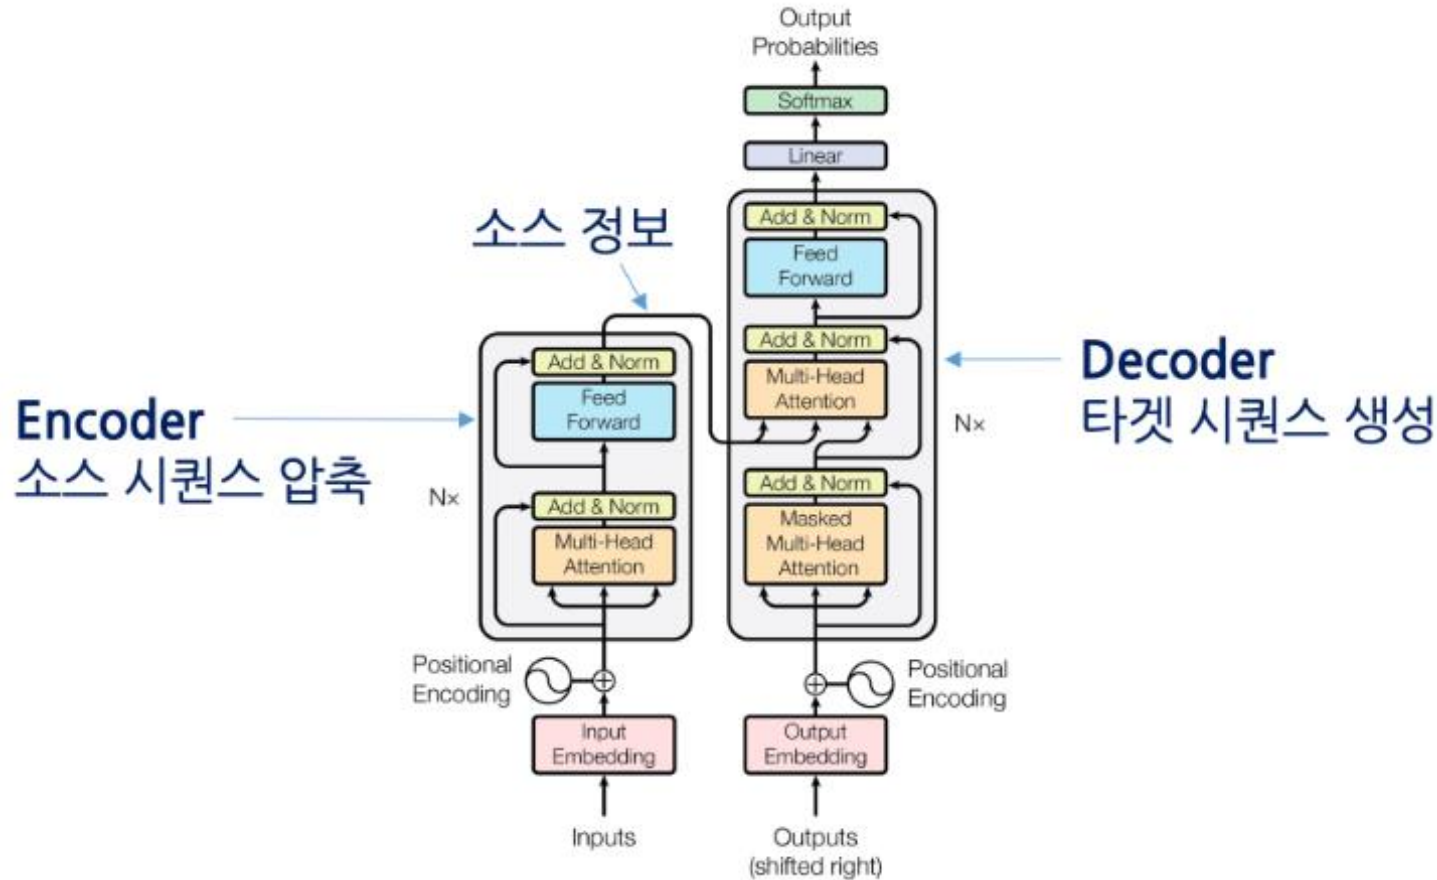 Output
Probabilities
Softmax
Linear
Add & Norm
Feed
Forward
Add & Norm
Multi-Head
Attention
Add & Norm
Masked
Multi-Head
Attention
Nx
Positional
Encoding
Output
Embedding
Outputs
(shifted right)
소스 정보
Add & Norm
Feed
Forward
Add & Norm
Multi-Head
Attention
Nx
Positional
Encoding
Input
Embedding
Inputs
Encoder
소스 시퀀스 압축
Decoder
타겟 시퀀스 생성